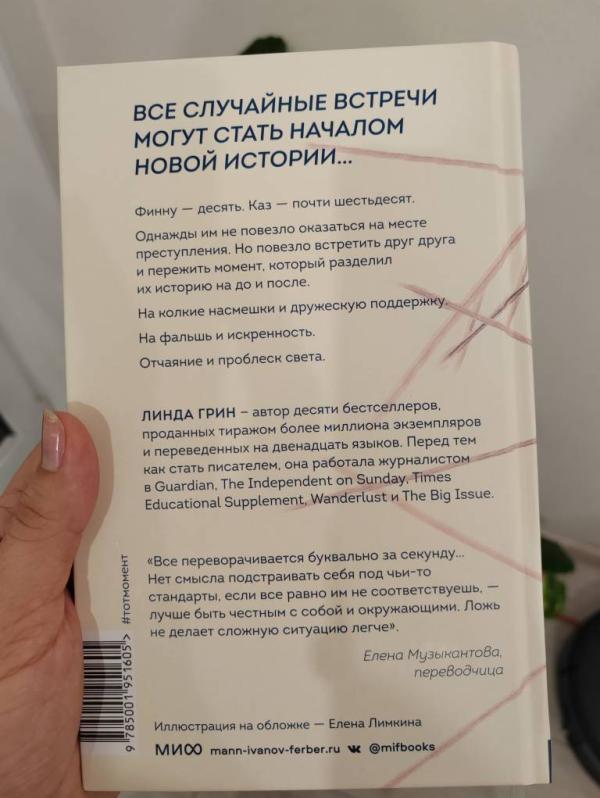 ВСЕ СЛУЧАЙНЫЕ ВСТРЕЧИ
МОГУТ СТАТЬ НАЧАЛОМ
НОВОЙ ИСТОРИИ...
Финну — десять. Каз — почти шестьдесят.
Однажды им не повезло оказаться на месте
преступления. Но повезло встретить друг друга
и пережить момент, который разделил
их историю на до и после.
На колкие насмешки и дружескую поддержку.
На фальшь и искренность.
Отчаяние и проблеск света.
ЛИНДА ГРИН – автор десяти бестселлеров,
проданных тиражом более миллиона экземпляров
и переведенных на двенадцать языков. Перед тем
как стать писателем, она работала журналистом
в Guardian, The Independent on Sunday, Times
Educational Supplement, Wanderlust и The Big Issue.
«Все переворачивается буквально за секунду...
Нет смысла подстраивать себя под чьи-то
стандарты, если все равно им не соответствуешь, —
лучше быть честным с собой и окружающими. Ложь
не делает сложную ситуацию легче».
Елена Музыкантова,
переводчица
#тотмомент
9 785001 951605 >
Иллюстрация на обложке — Елена Лимкина
МИФ mann-ivanov-ferber.ru @mifbooks